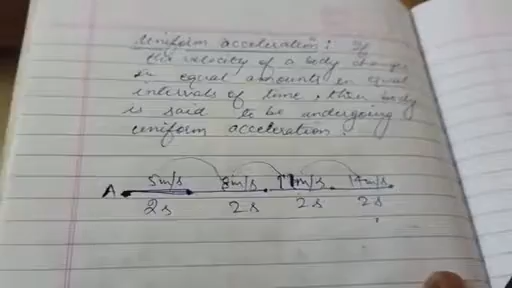 Uniform acceleration: If
the velocity of a body changes
in equal amounts in equal
intervals of time, then body
is said to be undergoing
uniform acceleration.
A 5m/s 8m/s 11m/s 14m/s
2s 2s 2s 2s